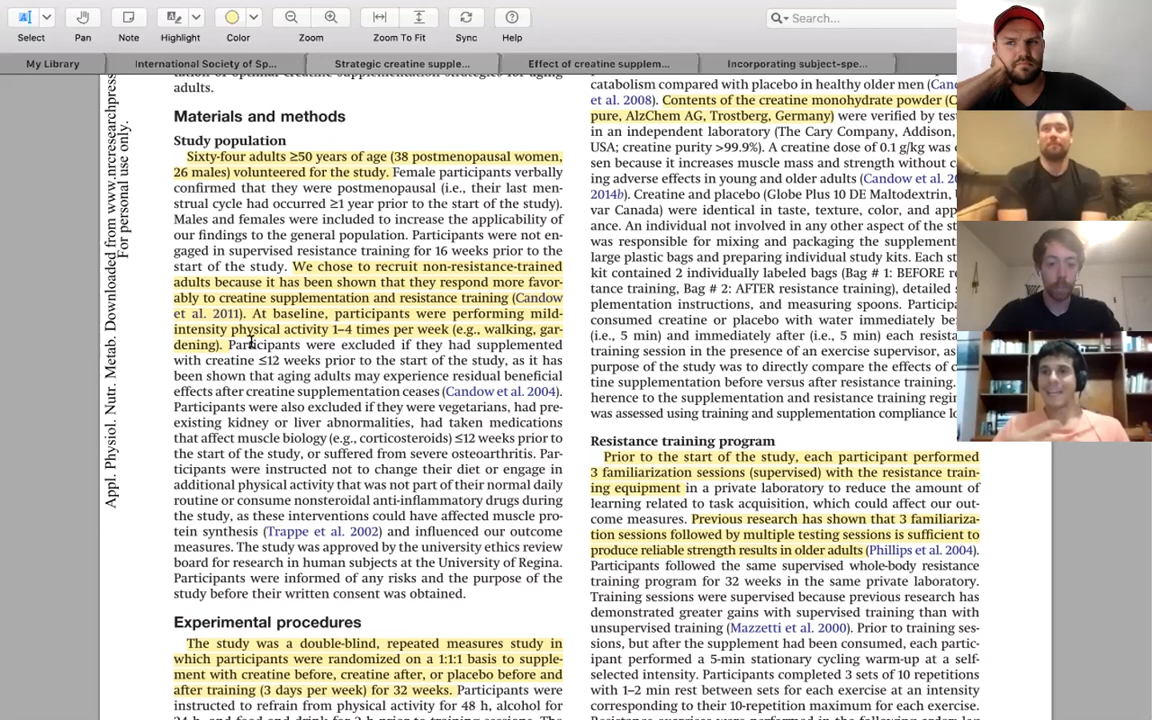 Select
Pan
Note
Highlight
Color
Zoom
Zoom To Fit
Sync
Help
Search...
My Library
International Society of Sp...
Strategic creatine supple...
Effect of creatine supplem...
Incorporating subject-spe...
Appl. Physiol. Nutr. Metab. Downloaded from www.nrcresearchpres
For personal use only.
adults.
Materials and methods
Study population
Sixty-four adults ≥50 years of age (38 postmenopausal women,
26 males) volunteered for the study. Female participants verbally
confirmed that they were postmenopausal (i.e., their last men-
strual cycle had occurred ≥1 year prior to the start of the study).
Males and females were included to increase the applicability of
our findings to the general population. Participants were not en-
gaged in supervised resistance training for 16 weeks prior to the
start of the study. We chose to recruit non-resistance-trained
adults because it has been shown that they respond more favor-
ably to creatine supplementation and resistance training (Candow
et al. 2011). At baseline, participants were performing mild-
intensity physical activity 1–4 times per week (e.g., walking, gar-
dening). Participants were excluded if they had supplemented
with creatine ≤12 weeks prior to the start of the study, as it has
been shown that aging adults may experience residual beneficial
effects after creatine supplementation ceases (Candow et al. 2004).
Participants were also excluded if they were vegetarians, had pre-
existing kidney or liver abnormalities, had taken medications
that affect muscle biology (e.g., corticosteroids) ≤12 weeks prior to
the start of the study, or suffered from severe osteoarthritis. Par-
ticipants were instructed not to change their diet or engage in
additional physical activity that was not part of their normal daily
routine or consume nonsteroidal anti-inflammatory drugs during
the study, as these interventions could have affected muscle pro-
tein synthesis (Trappe et al. 2002) and influenced our outcome
measures. The study was approved by the university ethics review
board for research in human subjects at the University of Regina.
Participants were informed of any risks and the purpose of the
study before their written consent was obtained.
Experimental procedures
The study was a double-blind, repeated measures study in
which participants were randomized on a 1:1:1 basis to supple-
ment with creatine before, creatine after, or placebo before and
after training (3 days per week) for 32 weeks. Participants were
instructed to refrain from physical activity for 48 h, alcohol for
catabolism compared with placebo in healthy older men (Cand
et al. 2008). Contents of the creatine monohydrate powder (C
pure, AlzChem AG, Trostberg, Germany) were verified by tes
in an independent laboratory (The Cary Company, Addison,
USA; creatine purity >99.9%). A creatine dose of 0.1 g/kg was c
sen because it increases muscle mass and strength without c
ing adverse effects in young and older adults (Candow et al. 20
2014b). Creatine and placebo (Globe Plus 10 DE Maltodextrin,
var Canada) were identical in taste, texture, color, and app
ance. An individual not involved in any other aspect of the st
was responsible for mixing and packaging the supplement
large plastic bags and preparing individual study kits. Each st
kit contained 2 individually labeled bags (Bag # 1: BEFORE re
tance training, Bag # 2: AFTER resistance training), detailed s
plementation instructions, and measuring spoons. Participa
consumed creatine or placebo with water immediately be
(i.e., 5 min) and immediately after (i.e., 5 min) each resist
training session in the presence of an exercise supervisor, as
purpose of the study was to directly compare the effects of c
tine supplementation before versus after resistance training.
herence to the supplementation and resistance training regir
was assessed using training and supplementation compliance lo
Resistance training program
Prior to the start of the study, each participant performed
3 familiarization sessions (supervised) with the resistance train-
ing equipment in a private laboratory to reduce the amount of
learning related to task acquisition, which could affect our out-
come measures. Previous research has shown that 3 familiariza-
tion sessions followed by multiple testing sessions is sufficient to
produce reliable strength results in older adults (Phillips et al. 2004).
Participants followed the same supervised whole-body resistance
training program for 32 weeks in the same private laboratory.
Training sessions were supervised because previous research has
demonstrated greater gains with supervised training than with
unsupervised training (Mazzetti et al. 2000). Prior to training ses-
sions, but after the supplement had been consumed, each partic-
ipant performed a 5-min stationary cycling warm-up at a self-
selected intensity. Participants completed 3 sets of 10 repetitions
with 1–2 min rest between sets for each exercise at an intensity
corresponding to their 10-repetition maximum for each exercise.